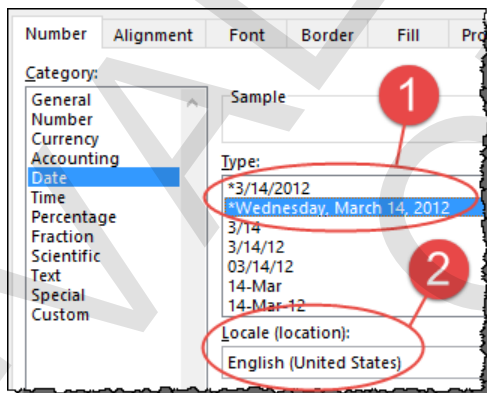 Number Alignment Font Border Fill
Category:
General
Number
Currency
Accounting
Date
Time
Percentage
Fraction
Scientific
Text
Special
Custom
Sample
1
Type:
*3/14/2012
*Wednesday, March 14, 2012
3/14
3/14/12
03/14/12
14-Mar
14-Mar-12
2
Locale (location):
English (United States)